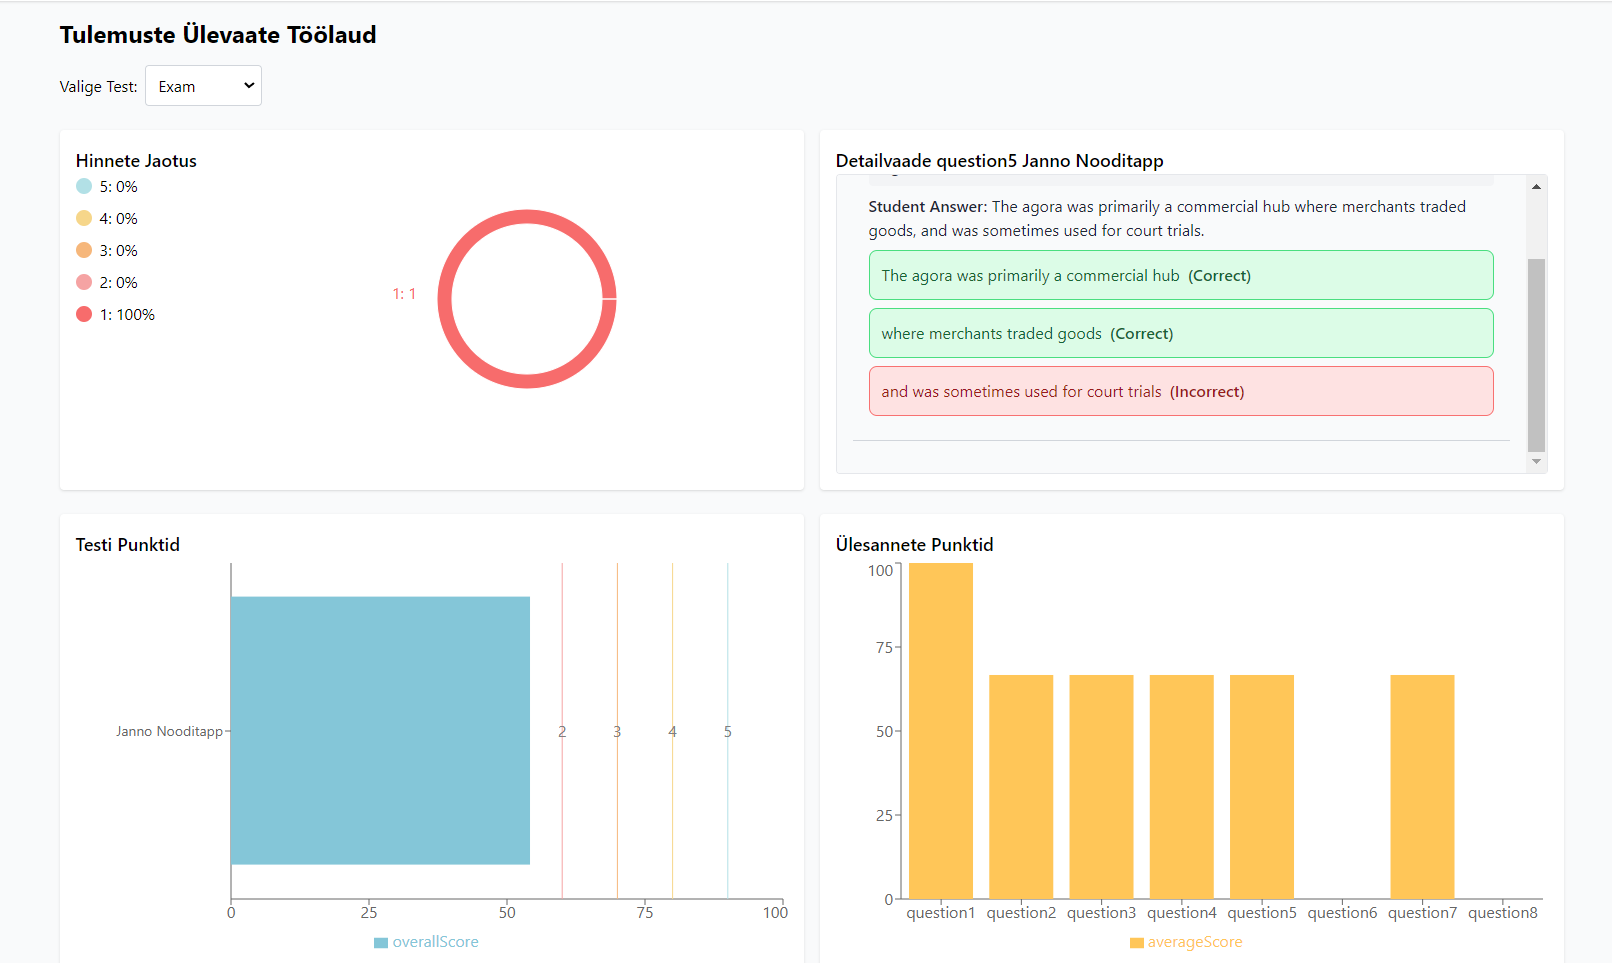 Tulemuste Ülevaate Töölaud
Valige Test: Exam
Hinnete Jaotus
5: 0%
4: 0%
3: 0%
2: 0%
1: 100%
1: 1
Detailvaade question5 Janno Nooditapp
Student Answer: The agora was primarily a commercial hub where merchants traded
goods, and was sometimes used for court trials.
The agora was primarily a commercial hub (Correct)
where merchants traded goods (Correct)
and was sometimes used for court trials (Incorrect)
Testi Punktid
Janno Nooditapp
2 3 4 5
0 25 50 75 100
overallScore
Ülesannete Punktid
100
75
50
25
0
question1 question2 question3 question4 question5 question6 question7 question8
averageScore